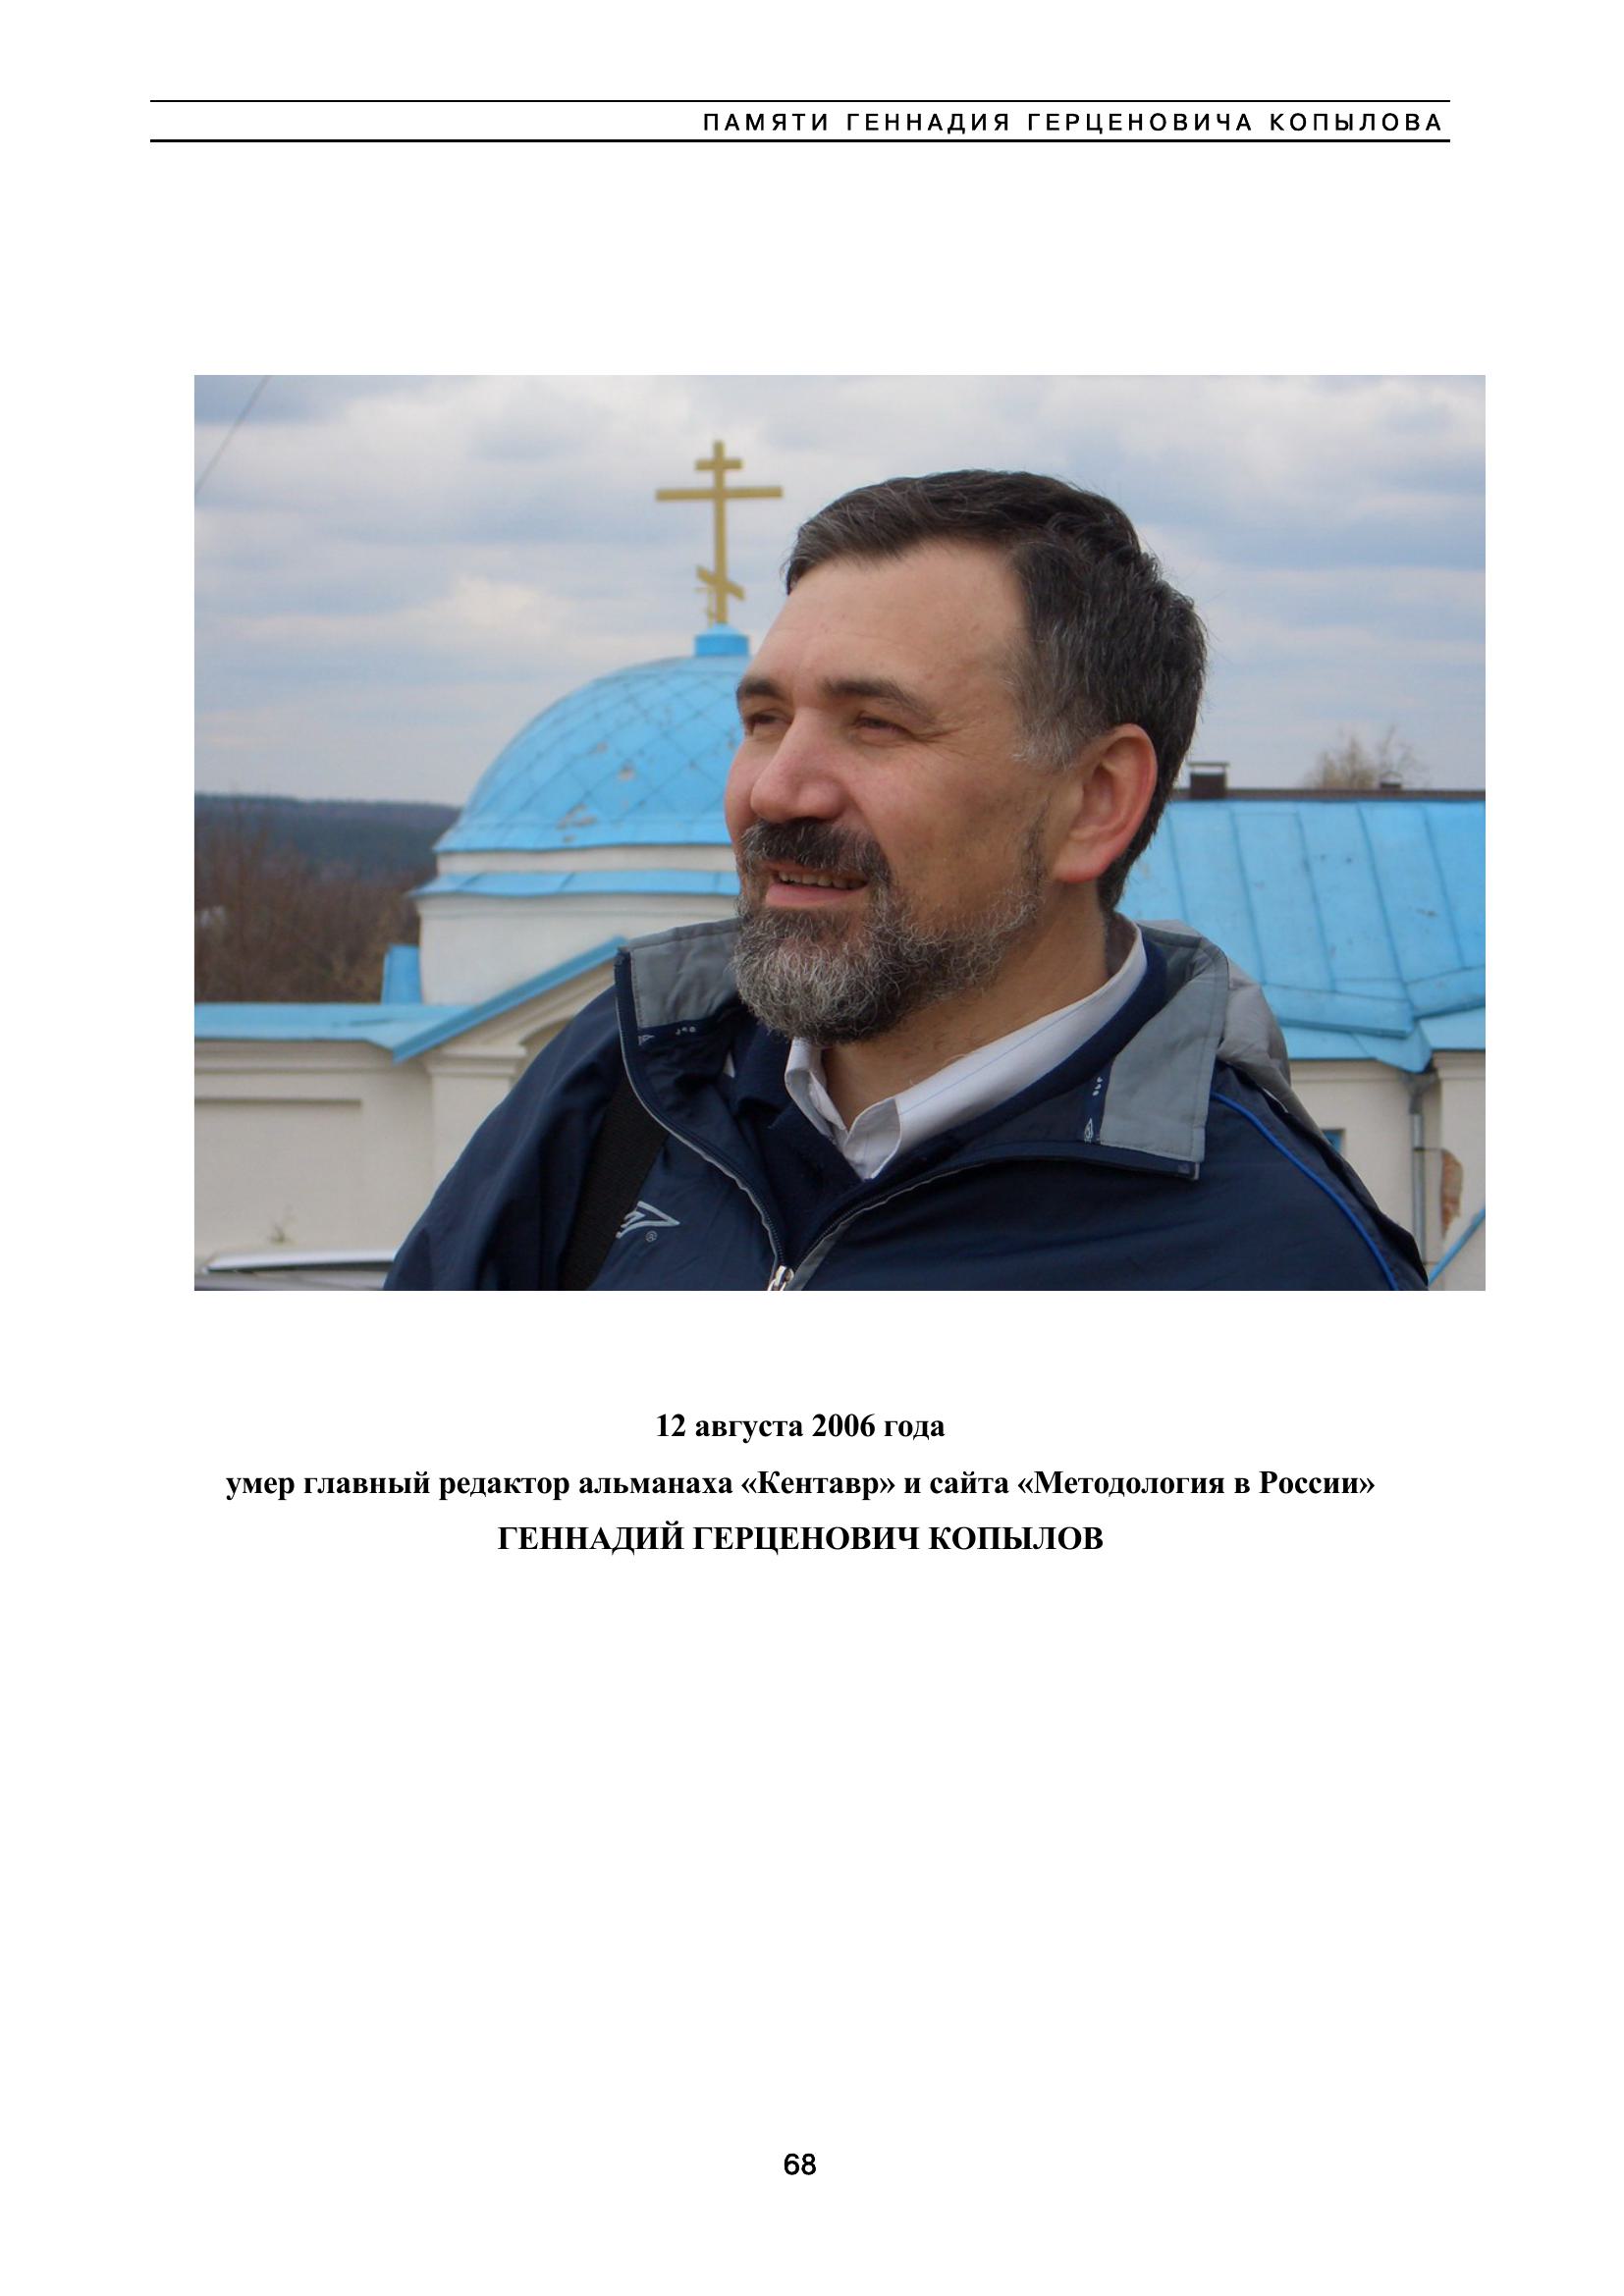 ПАМЯТИ ГЕННАДИЯ ГЕРЦЕНОВИЧА КОПЫЛОВА
®
12 августа 2006 года
умер главный редактор альманаха «Кентавр» и сайта «Методология в России»
ГЕННАДИЙ ГЕРЦЕНОВИЧ КОПЫЛОВ
68